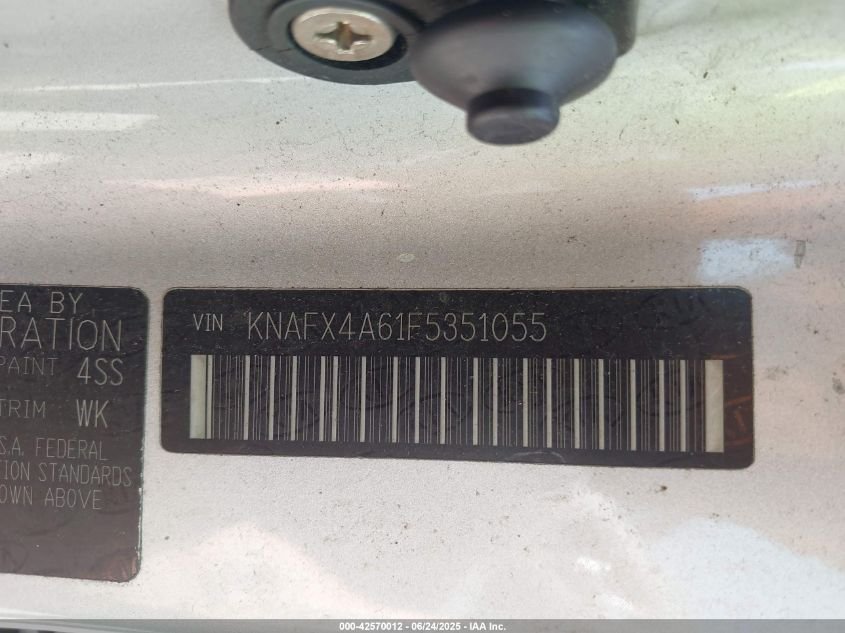 EA BY
RATION
PAINT 4SS
TRIM WK
S.A. FEDERAL
TION STANDARDS
OWN ABOVE
VIN KNAFX4A61F5351055
000-42570012 - 06/24/2025 - IAA Inc.